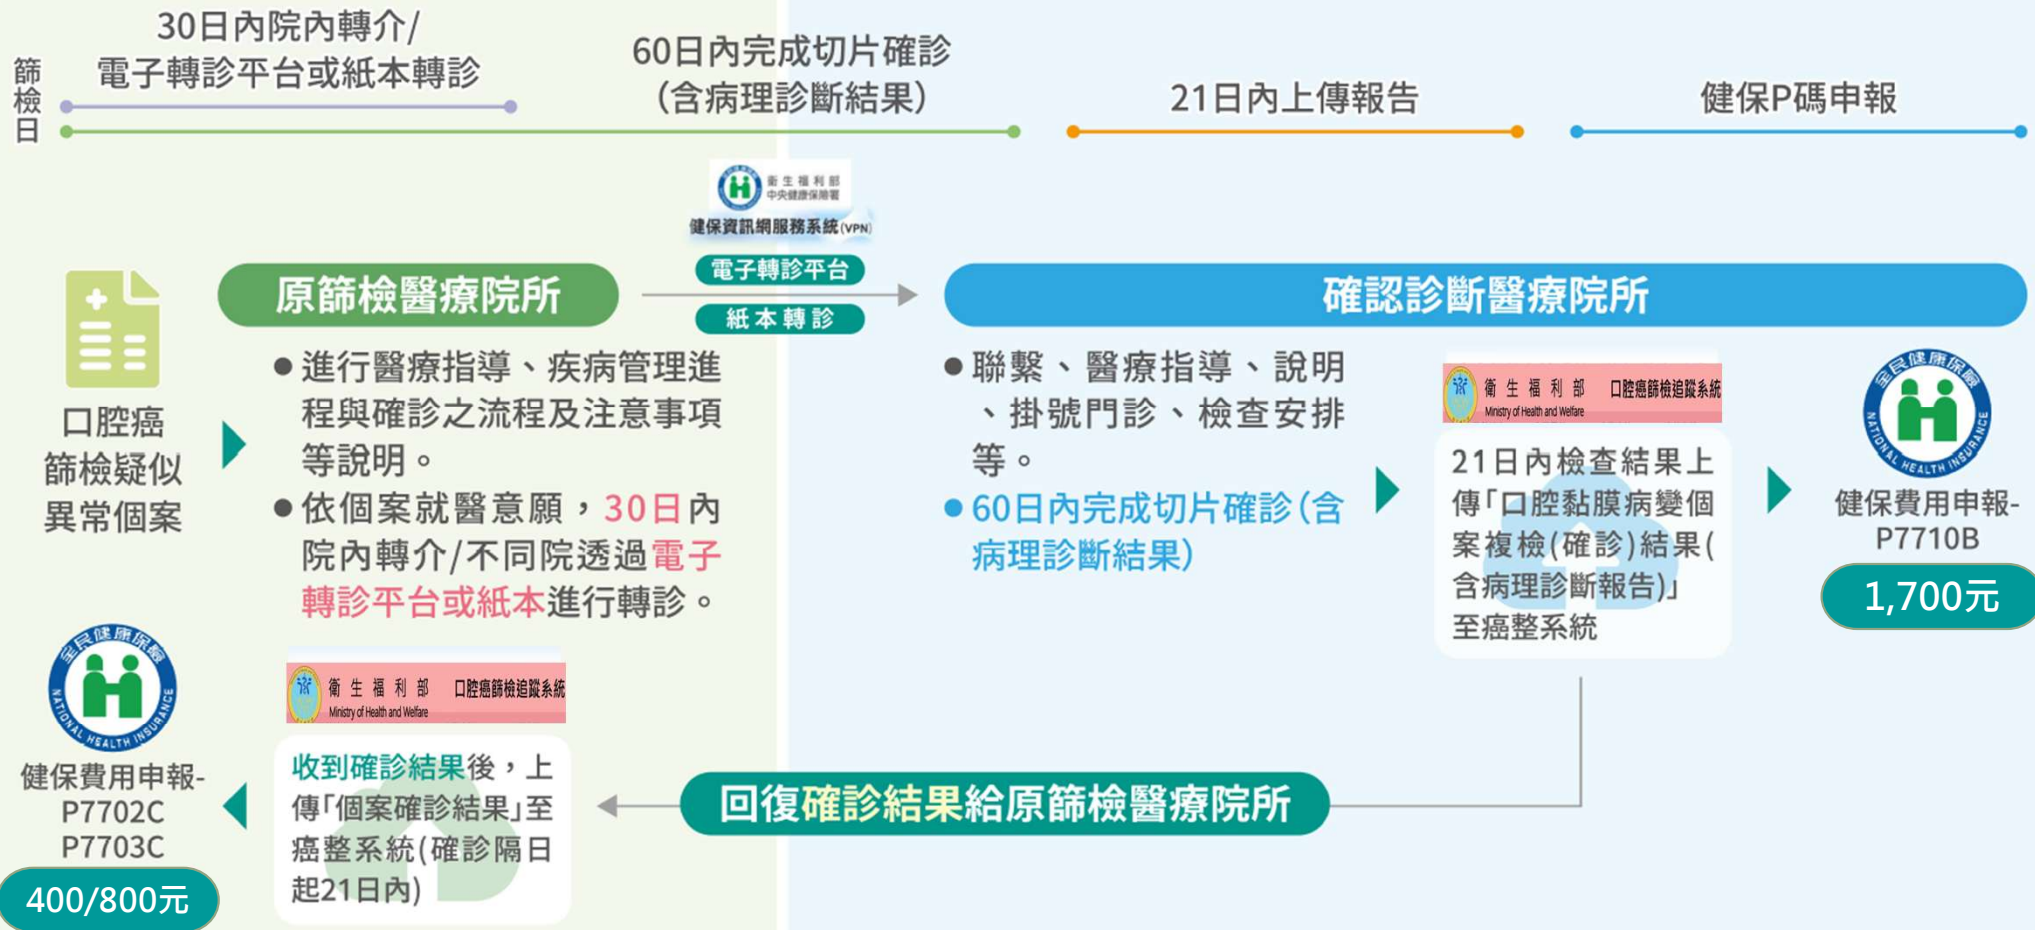 篩檢日
30日內院內轉介/
電子轉診平台或紙本轉診
60日內完成切片確診
(含病理診斷結果)
21日內上傳報告
健保P碼申報
衛生福利部
中央健康保險署
健保資訊網服務系統(VPN)
電子轉診平台
紙本轉診
口腔癌
篩檢疑似
異常個案
原篩檢醫療院所
●進行醫療指導、疾病管理進
程與確診之流程及注意事項
等說明。
●依個案就醫意願,30日內
院內轉介/不同院透過電子
轉診平台或紙本進行轉診。
確認診斷醫療院所
●聯繫、醫療指導、說明
、掛號門診、檢查安排
等。
●60日內完成切片確診(含
病理診斷結果)
衛生福利部 口腔癌篩檢追蹤系統
Ministry of Health and Welfare
21日內檢查結果上
傳「口腔黏膜病變個
案複檢(確診)結果(
含病理診斷報告)」
至癌整系統
全民健康保險
NATIONAL HEALTH INSURANCE
健保費用申報-
P7710B
1,700元
回復確診結果給原篩檢醫療院所
衛生福利部 口腔癌篩檢追蹤系統
Ministry of Health and Welfare
收到確診結果後,上
傳「個案確診結果」至
癌整系統(確診隔日
起21日內)
全民健康保險
NATIONAL HEALTH INSURANCE
健保費用申報-
P7702C
P7703C
400/800元